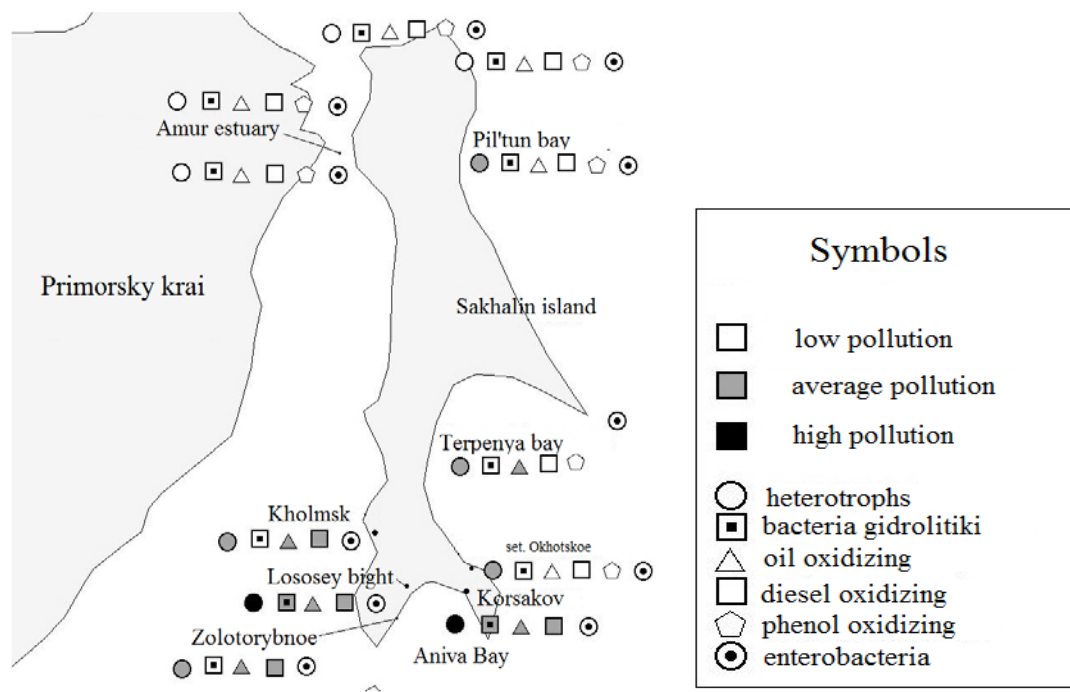 Amur estuary
Pil'tun bay
Primorsky krai
Sakhalin island
Terpenya bay
Kholmsk
set. Okhotskoe
Lososey bight
Korsakov
Zolotorybnoe
Aniva Bay
Symbols
low pollution
average pollution
high pollution
heterotrophs
bacteria gidrolitiki
oil oxidizing
diesel oxidizing
phenol oxidizing
enterobacteria